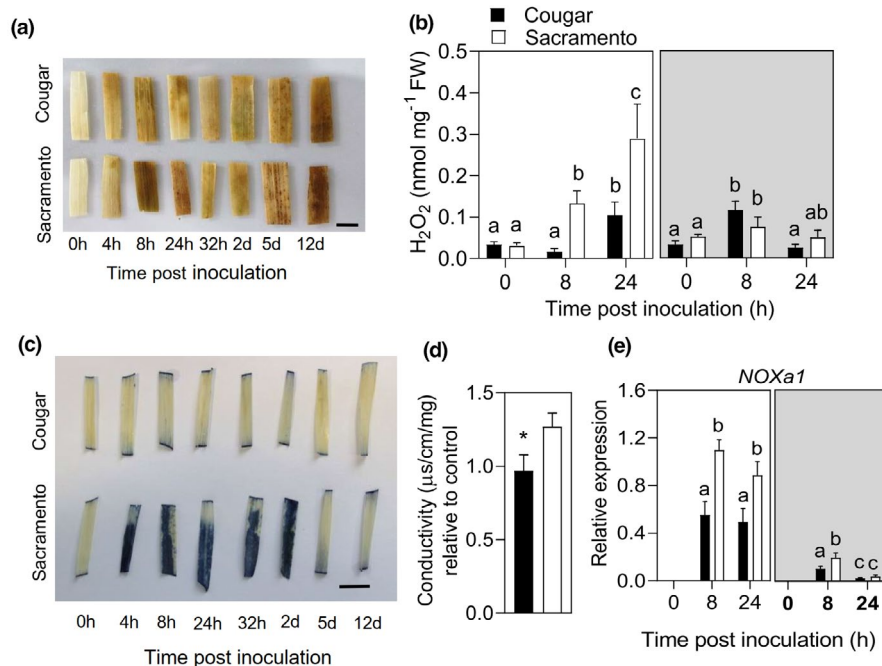 (a)
Cougar
Sacramento
0h 4h 8h 24h 32h 2d 5d 12d
Time post inoculation
(b)
Cougar
Sacramento
H₂O₂ (nmol mg⁻¹ FW)
0.5
0.4
0.3
0.2
0.1
0.0
a a a b b c
a a b b a ab
0 8 24 0 8 24
Time post inoculation (h)
(c)
Cougar
Sacramento
0h 4h 8h 24h 32h 2d 5d 12d
Time post inoculation
(d)
Conductivity (µs/cm/mg)
relative to control
1.5
1.0
0.5
0.0
*
(e)
NOXa1
Relative expression
1.6
1.2
0.8
0.4
0.0
a b a b
a b c c
0 8 24 0 8 24
Time post inoculation (h)